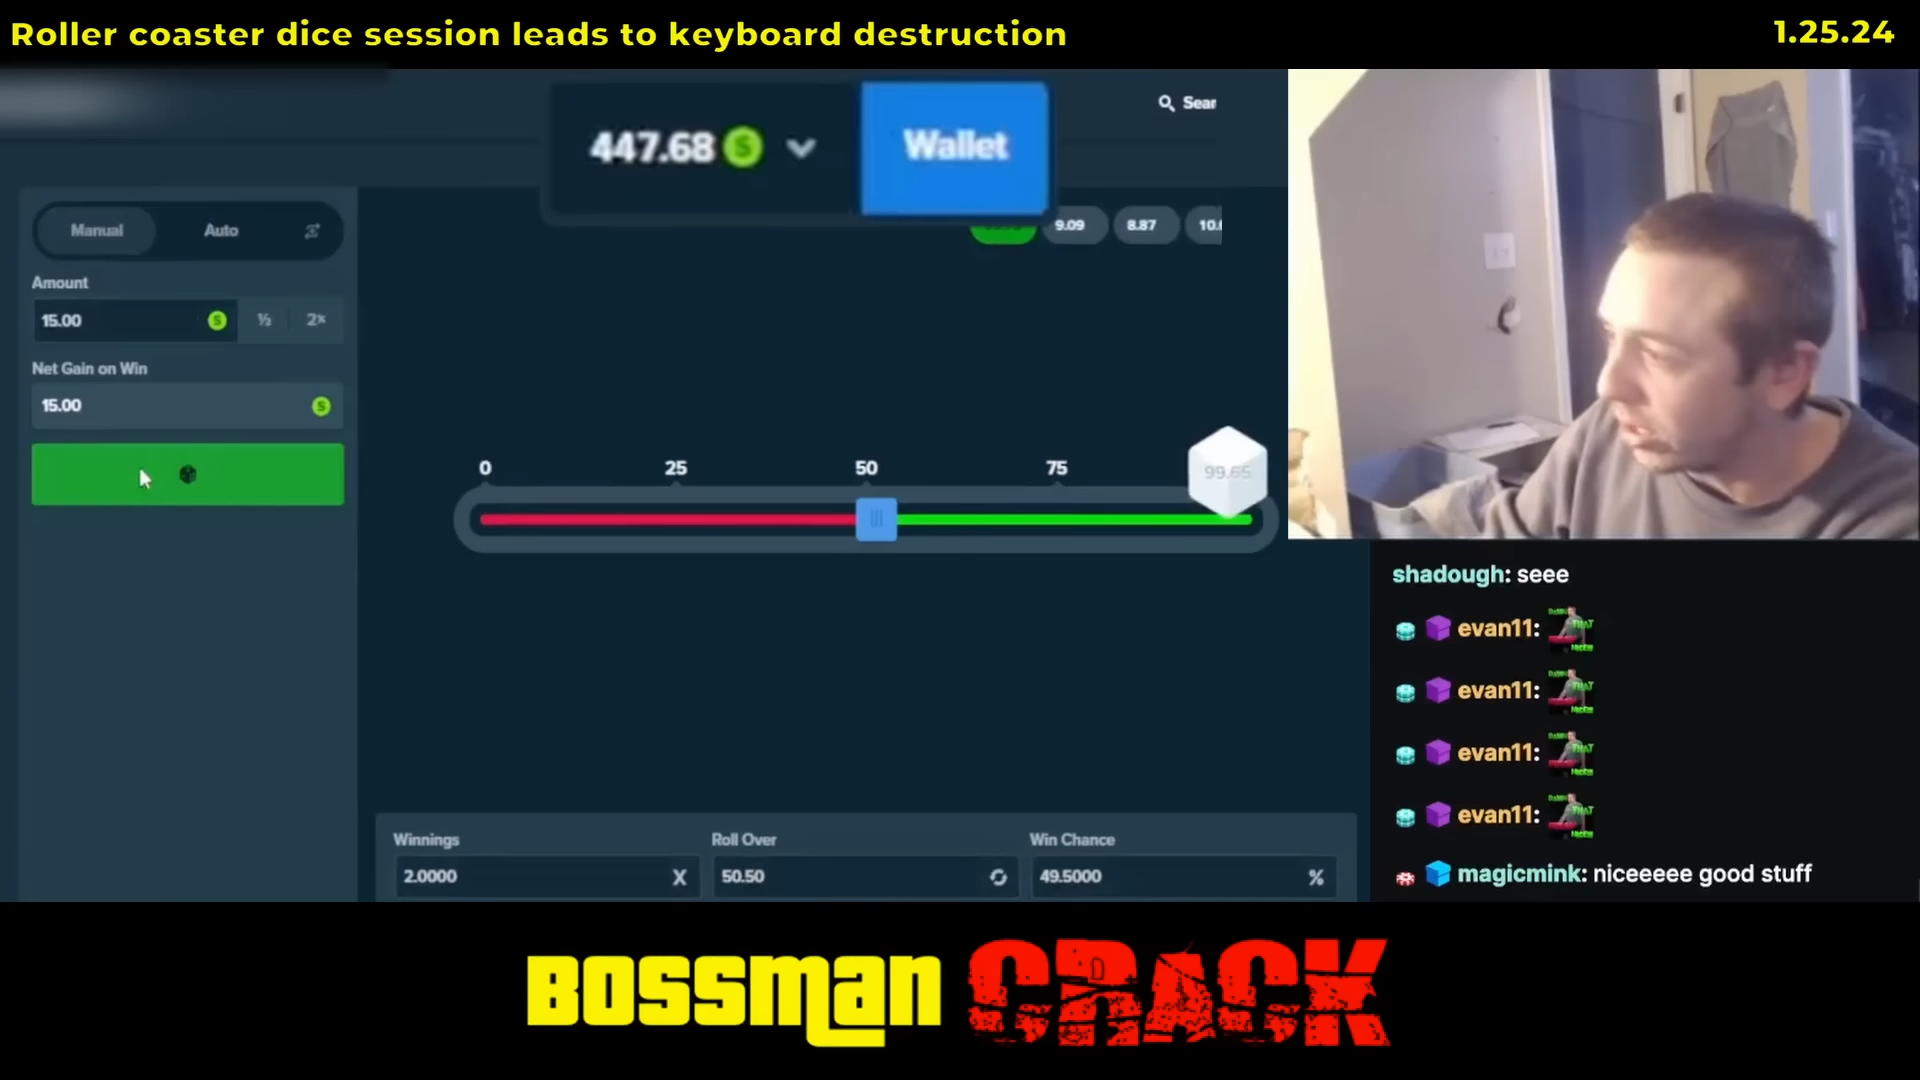 Roller coaster dice session leads to keyboard destruction
1.25.24
447.68
Wallet
Manual
Auto
9.09
8.87
Amount
15.00
½
2×
Net Gain on Win
15.00
0
25
50
75
99.65
Winnings
Roll Over
Win Chance
2.0000
X
50.50
49.5000
%
shadough: seee
evan11:
evan11:
evan11:
evan11:
magicmink: niceeeee good stuff
BOSSMAN CRACK